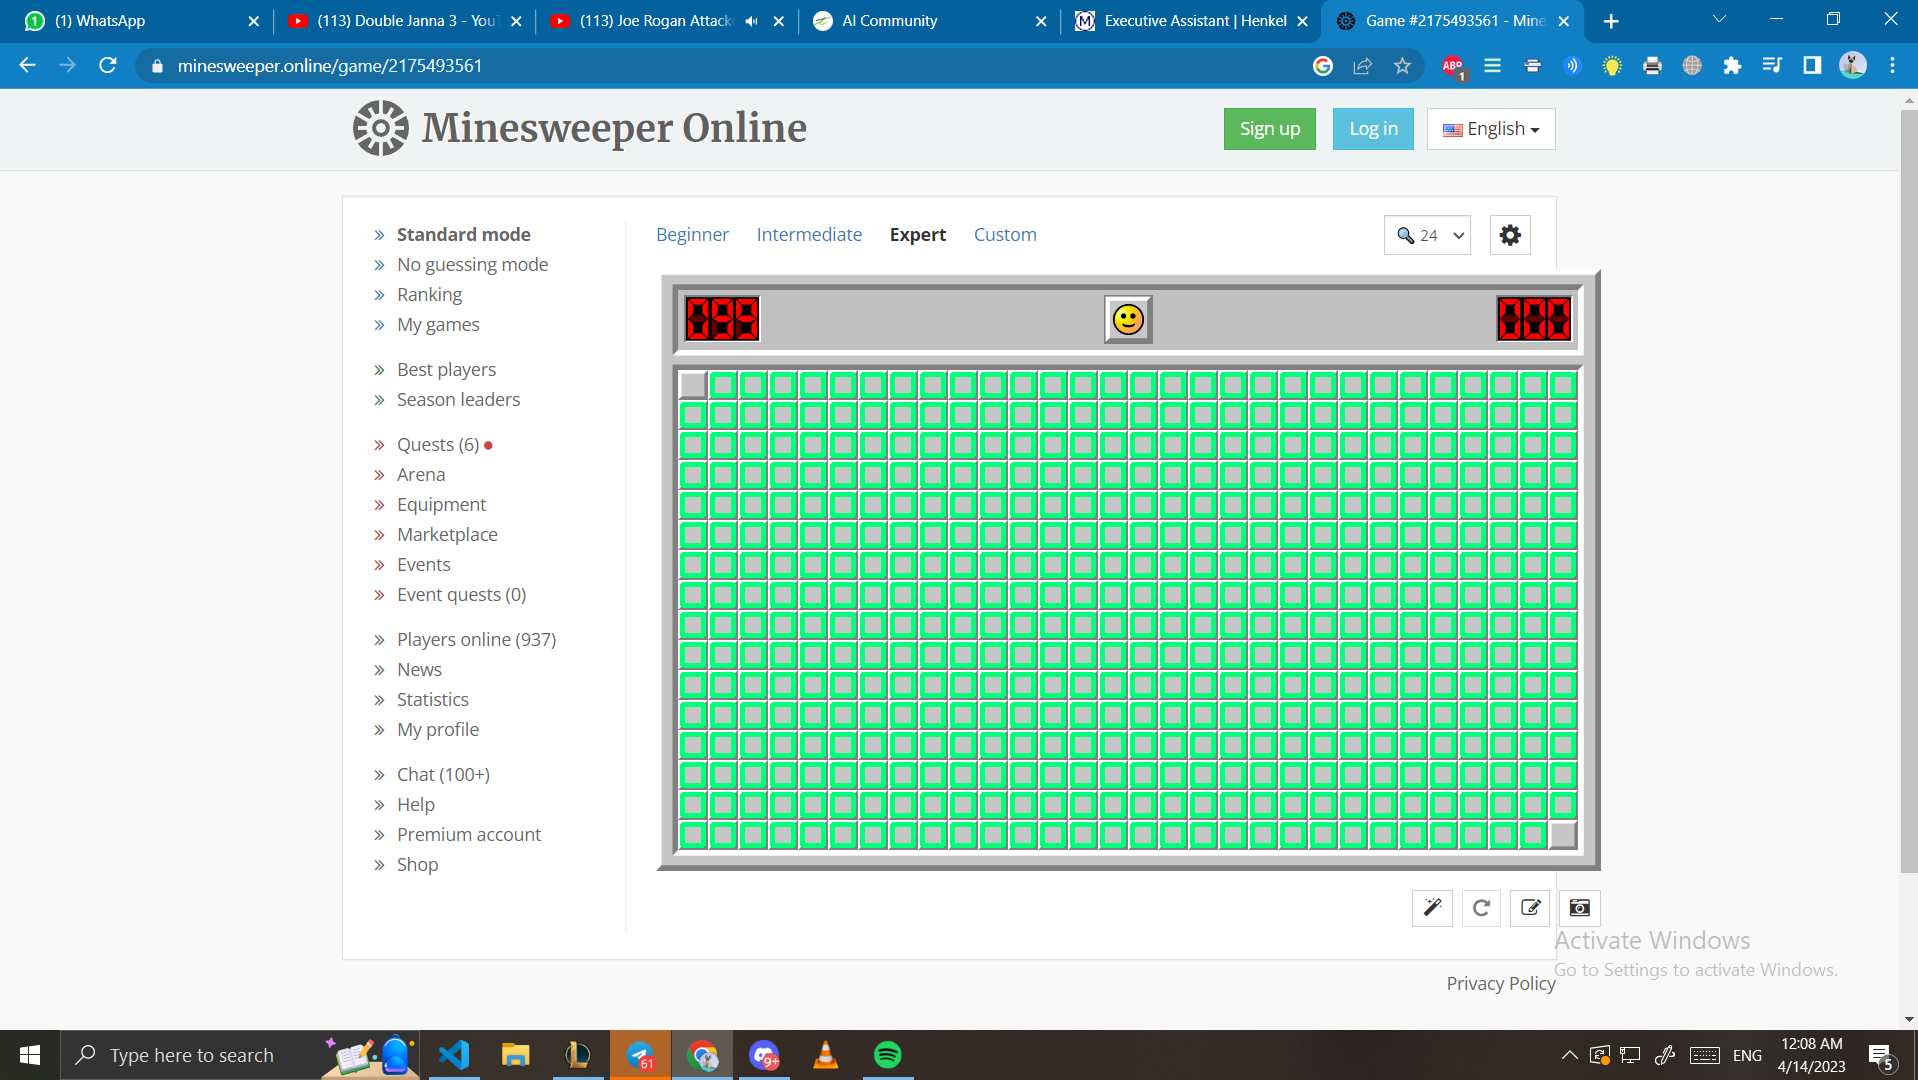 (1) WhatsApp
(113) Double Janna 3 - You
(113) Joe Rogan Attack
AI Community
Executive Assistant | Henkel
Game #2175493561 - Mine
minesweeper.online/game/2175493561
ABP
1
Minesweeper Online
Sign up
Log in
English
Standard mode
No guessing mode
Ranking
My games
Best players
Season leaders
Quests (6)
Arena
Equipment
Marketplace
Events
Event quests (0)
Players online (937)
News
Statistics
My profile
Chat (100+)
Help
Premium account
Shop
Beginner
Intermediate
Expert
Custom
24
Activate Windows
Go to Settings to activate Windows.
Privacy Policy
Type here to search
61
9+
ENG
12:08 AM
4/14/2023
5